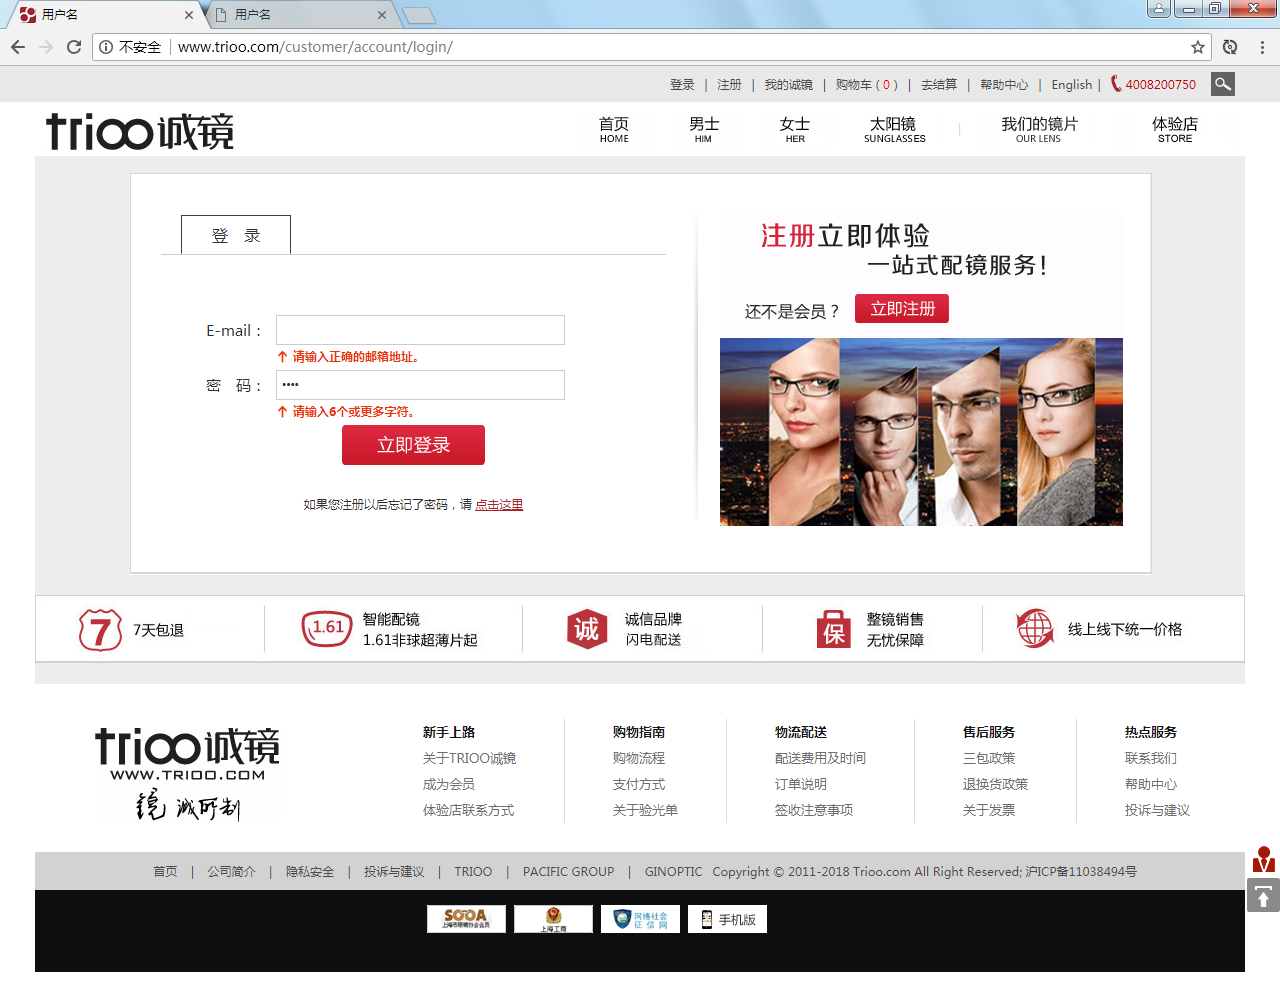 用户名
用户名
不安全 www.trioo.com/customer/account/login/
登录 | 注册 | 我的诚镜 | 购物车 ( 0 ) | 去结算 | 帮助中心 | English | 4008200750
trioo诚镜
首页 男士 女士 太阳镜 | 我们的镜片 体验店
HOME HIM HER SUNGLASSES OUR LENS STORE
登 录
E-mail：
请输入正确的邮箱地址。
密 码： ••••
请输入6个或更多字符。
立即登录
如果您注册以后忘记了密码，请 点击这里
注册立即体验
一站式配镜服务！
还不是会员？ 立即注册
7 7天包退
1.61 智能配镜
1.61非球超薄片起
诚 诚信品牌
闪电配送
保 整镜销售
无忧保障
线上线下统一价格
trioo诚镜
WWW.TRIOO.COM
新手上路
关于TRIOO诚镜
成为会员
体验店联系方式
购物指南
购物流程
支付方式
关于验光单
物流配送
配送费用及时间
订单说明
签收注意事项
售后服务
三包政策
退换货政策
关于发票
热点服务
联系我们
帮助中心
投诉与建议
首页 | 公司简介 | 隐私安全 | 投诉与建议 | TRIOO | PACIFIC GROUP | GINOPTIC Copyright © 2011-2018 Trioo.com All Right Reserved; 沪ICP备11038494号
SOOA
上海市眼镜协会会员
上海工商
网络社会
征信网
手机版